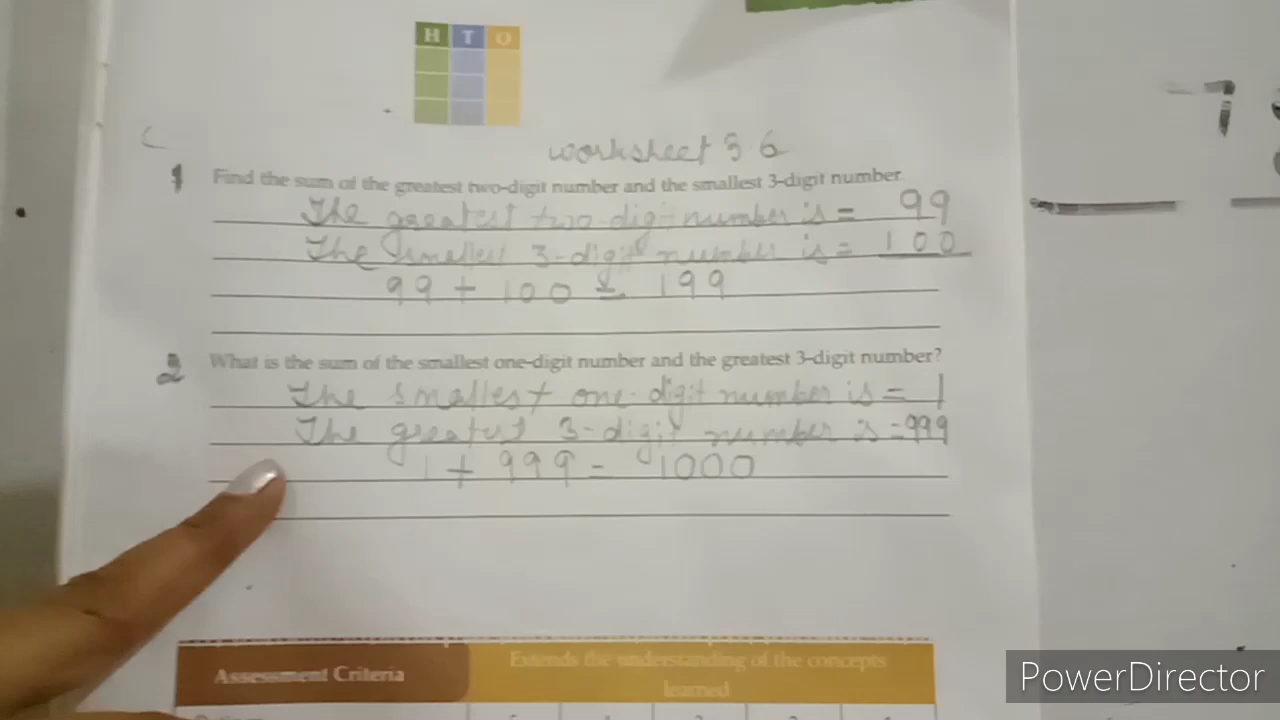 H T O
worksheet 3.6
1 Find the sum of the greatest two-digit number and the smallest 3-digit number.
The greatest two-digit number is = 99
The smallest 3-digit number is = 100
99 + 100 = 199
2 What is the sum of the smallest one-digit number and the greatest 3-digit number?
The smallest one-digit number is = 1
The greatest 3-digit number is = 999
1 + 999 = 1000
Assessment Criteria
Extends the understanding of the concepts
learned
PowerDirector